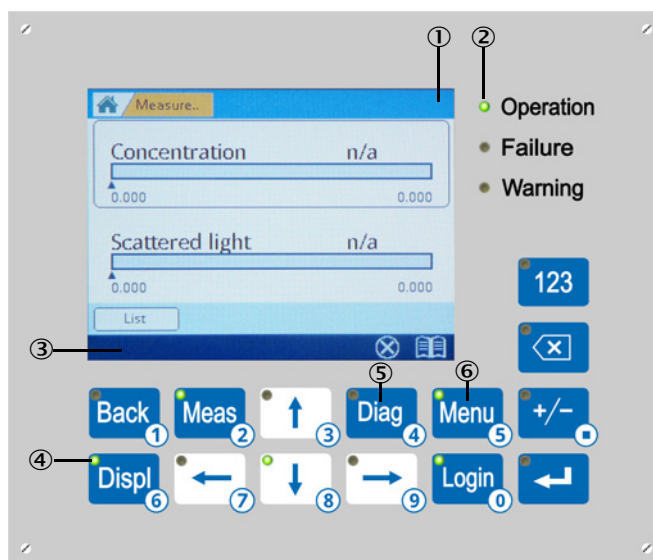 ① ②
Measure..
Operation
Concentration n/a
Failure
0.000 0.000
Warning
Scattered light n/a
0.000 0.000
123
List
③
⑤ ⑥
Back 1 Meas 2 3 Diag 4 Menu 5 +/-
④
Displ 6 7 8 9 Login 0